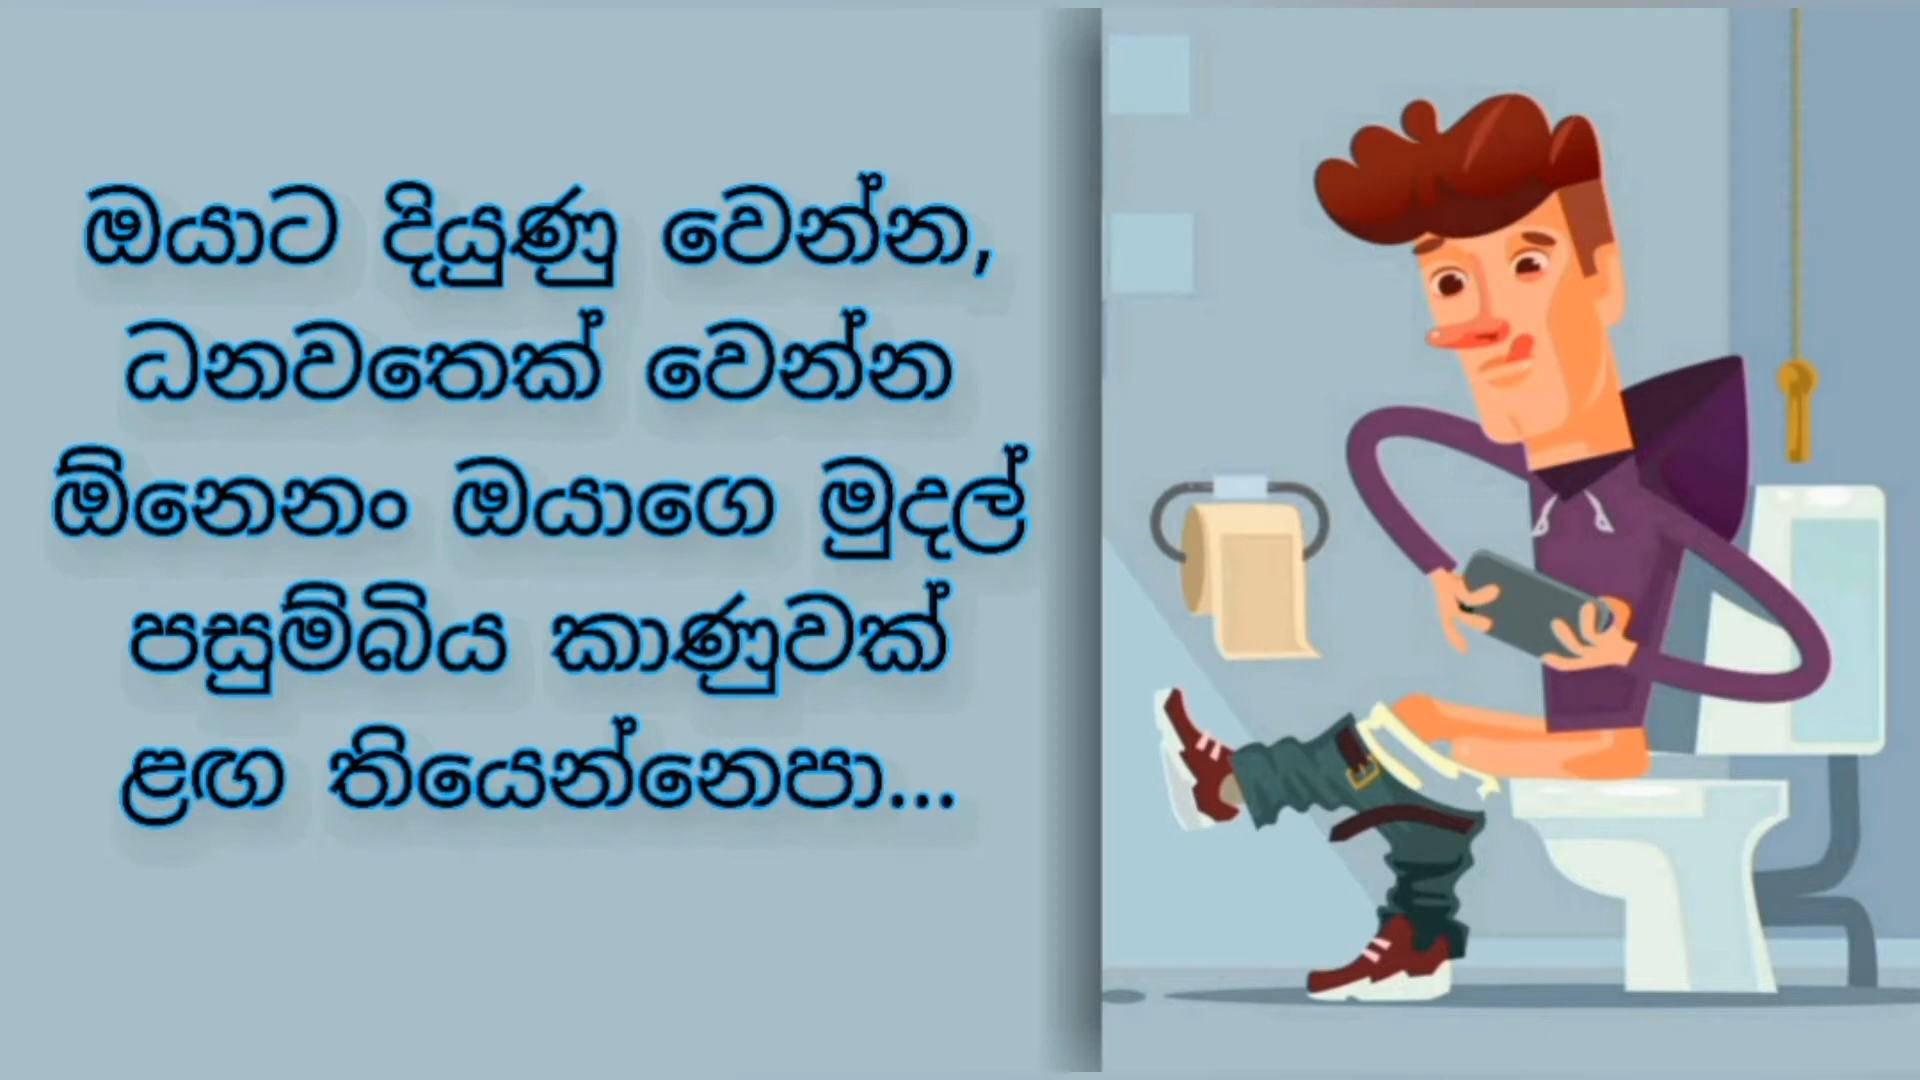 ඔයාට දියුණු වෙන්න,
ධනවතෙක් වෙන්න
ඕනෙනං ඔයාගෙ මුදල්
පසුම්බිය කාණුවක්
ළඟ තියෙන්නෙපා...